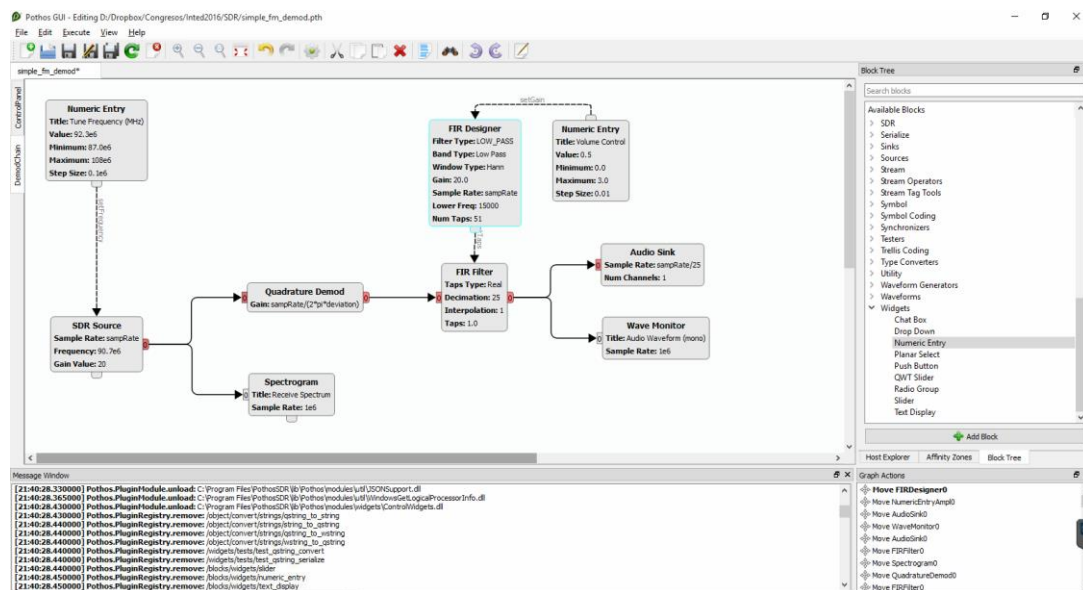 Pothos GUI - Editing D:/Dropbox/Congresos/Inted2016/SDR/simple_fm_demod.pth
File Edit Execute View Help
simple_fm_demod*
ControlPanel
DemodChain
Numeric Entry
Title: Tune Frequency (MHz)
Value: 92.3e6
Minimum: 87.0e6
Maximum: 108e6
Step Size: 0.1e6
setFrequency
SDR Source
Sample Rate: sampRate
Frequency: 90.7e6
Gain Value: 20
0
0
Quadrature Demod
Gain: sampRate/(2*pi*deviation)
0
0
Spectrogram
Title: Receive Spectrum
Sample Rate: 1e6
setGain
FIR Designer
Filter Type: LOW_PASS
Band Type: Low Pass
Window Type: Hann
Gain: 20.0
Sample Rate: sampRate
Lower Freq: 15000
Num Taps: 51
Numeric Entry
Title: Volume Control
Value: 0.5
Minimum: 0.0
Maximum: 3.0
Step Size: 0.01
0
FIR Filter
Taps Type: Real
Decimation: 25
Interpolation: 1
Taps: 1.0
0
0
Audio Sink
Sample Rate: sampRate/25
Num Channels: 1
0
Wave Monitor
Title: Audio Waveform (mono)
Sample Rate: 1e6
Block Tree
Search blocks
Available Blocks
SDR
Serialize
Sinks
Sources
Stream
Stream Operators
Stream Tag Tools
Symbol
Symbol Coding
Synchronizers
Testers
Trellis Coding
Type Converters
Utility
Waveform Generators
Waveforms
Widgets
Chat Box
Drop Down
Numeric Entry
Planar Select
Push Button
QWT Slider
Radio Group
Slider
Text Display
Add Block
Host Explorer Affinity Zones Block Tree
Message Window
[21:40:28.330000] Pothos.PluginModule.unload: C:\Program Files\PothosSDR\lib\Pothos\modules\util\JSONSupport.dll
[21:40:28.365000] Pothos.PluginModule.unload: C:\Program Files\PothosSDR\lib\Pothos\modules\util\WindowsGetLogicalProcessorInfo.dll
[21:40:28.430000] Pothos.PluginModule.unload: C:\Program Files\PothosSDR\lib\Pothos\modules\widgets\ControlWidgets.dll
[21:40:28.430000] Pothos.PluginRegistry.remove: /object/convert/strings/qstring_to_string
[21:40:28.440000] Pothos.PluginRegistry.remove: /object/convert/strings/string_to_qstring
[21:40:28.440000] Pothos.PluginRegistry.remove: /object/convert/strings/qstring_to_wstring
[21:40:28.440000] Pothos.PluginRegistry.remove: /object/convert/strings/wstring_to_qstring
[21:40:28.440000] Pothos.PluginRegistry.remove: /widgets/tests/test_qstring_convert
[21:40:28.440000] Pothos.PluginRegistry.remove: /widgets/tests/test_qstring_serialize
[21:40:28.440000] Pothos.PluginRegistry.remove: /blocks/widgets/slider
[21:40:28.450000] Pothos.PluginRegistry.remove: /blocks/widgets/numeric_entry
[21:40:28.450000] Pothos.PluginRegistry.remove: /blocks/widgets/text_display
Graph Actions
Move FIRDesigner0
Move NumericEntryAmpl0
Move AudioSink0
Move WaveMonitor0
Move AudioSink0
Move FIRFilter0
Move Spectrogram0
Move QuadratureDemod0
Move FIRFilter0